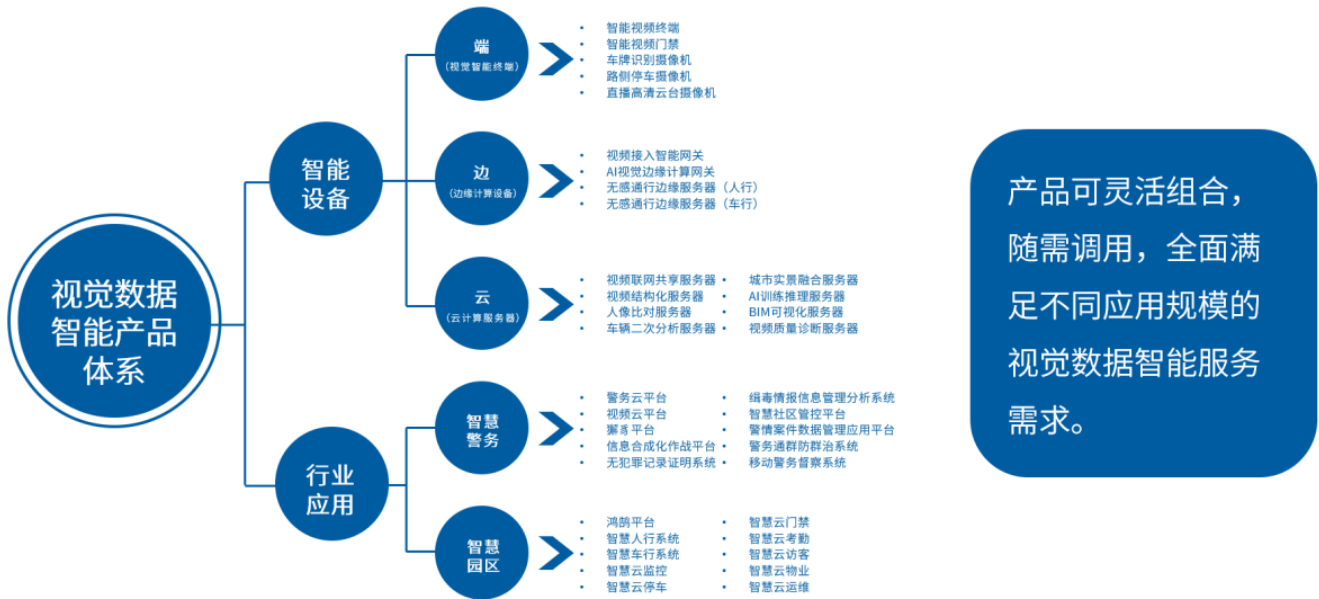 视觉数据
智能产品
体系
智能
设备
端
(视觉智能终端)
• 智能视频终端
• 智能视频门禁
• 车牌识别摄像机
• 路侧停车摄像机
• 直播高清云台摄像机
边
(边缘计算设备)
• 视频接入智能网关
• AI视觉边缘计算网关
• 无感通行边缘服务器（人行）
• 无感通行边缘服务器（车行）
云
(云计算服务器)
• 视频联网共享服务器
• 视频结构化服务器
• 人像比对服务器
• 车辆二次分析服务器
• 城市实景融合服务器
• AI训练推理服务器
• BIM可视化服务器
• 视频质量诊断服务器
行业
应用
智慧
警务
• 警务云平台
• 视频云平台
• 獬豸平台
• 信息合成化作战平台
• 无犯罪记录证明系统
• 缉毒情报信息管理分析系统
• 智慧社区管控平台
• 警情案件数据管理应用平台
• 警务通群防群治系统
• 移动警务督察系统
智慧
园区
• 鸿鹄平台
• 智慧人行系统
• 智慧车行系统
• 智慧云监控
• 智慧云停车
• 智慧云门禁
• 智慧云考勤
• 智慧云访客
• 智慧云物业
• 智慧云运维
产品可灵活组合，
随需调用，全面满
足不同应用规模的
视觉数据智能服务
需求。